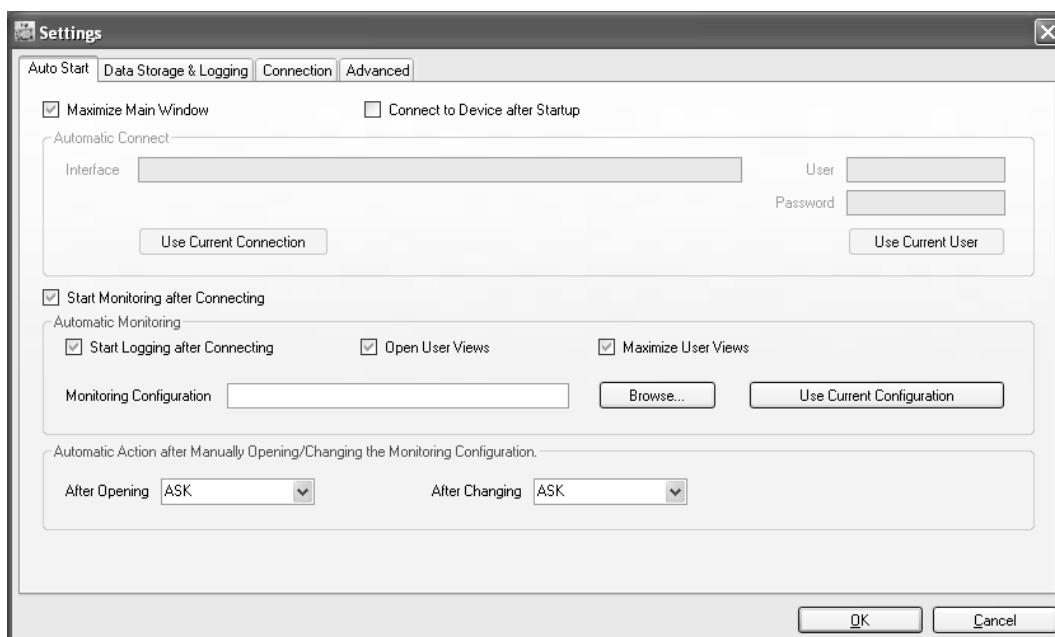 Settings
Auto Start Data Storage & Logging Connection Advanced
Maximize Main Window Connect to Device after Startup
Automatic Connect
Interface User
Password
Use Current Connection Use Current User
Start Monitoring after Connecting
Automatic Monitoring
Start Logging after Connecting Open User Views Maximize User Views
Monitoring Configuration Browse... Use Current Configuration
Automatic Action after Manually Opening/Changing the Monitoring Configuration.
After Opening ASK After Changing ASK
OK Cancel